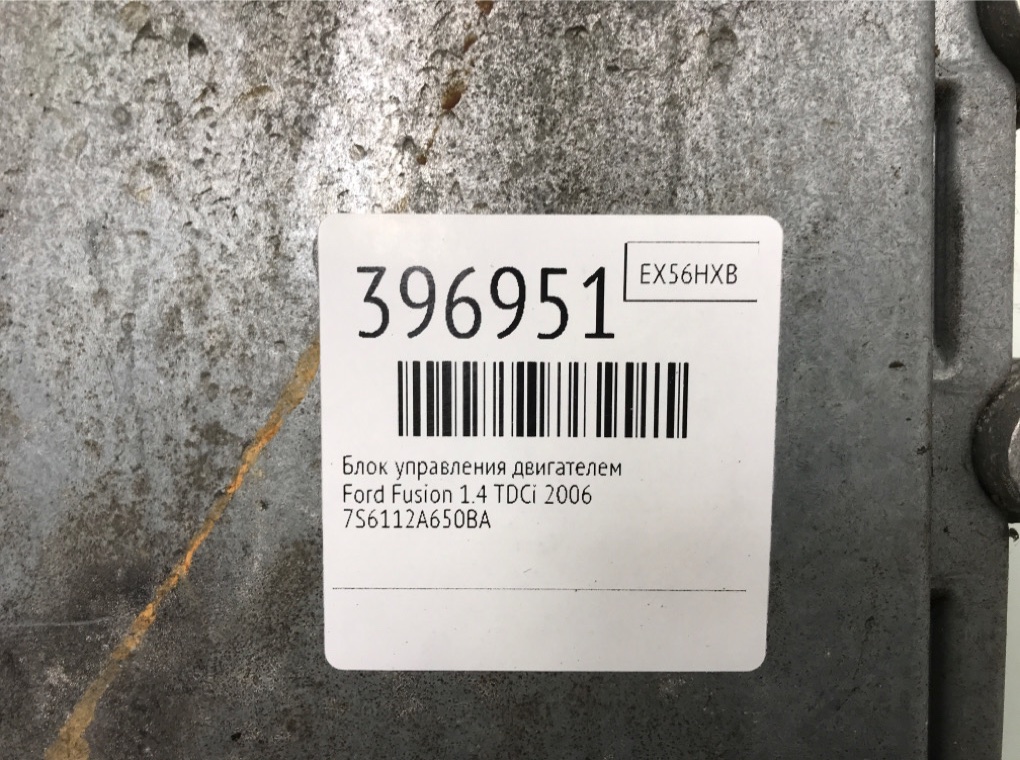 396951
EX56HXB
Блок управления двигателем
Ford Fusion 1.4 TDCi 2006
7S6112A650BA